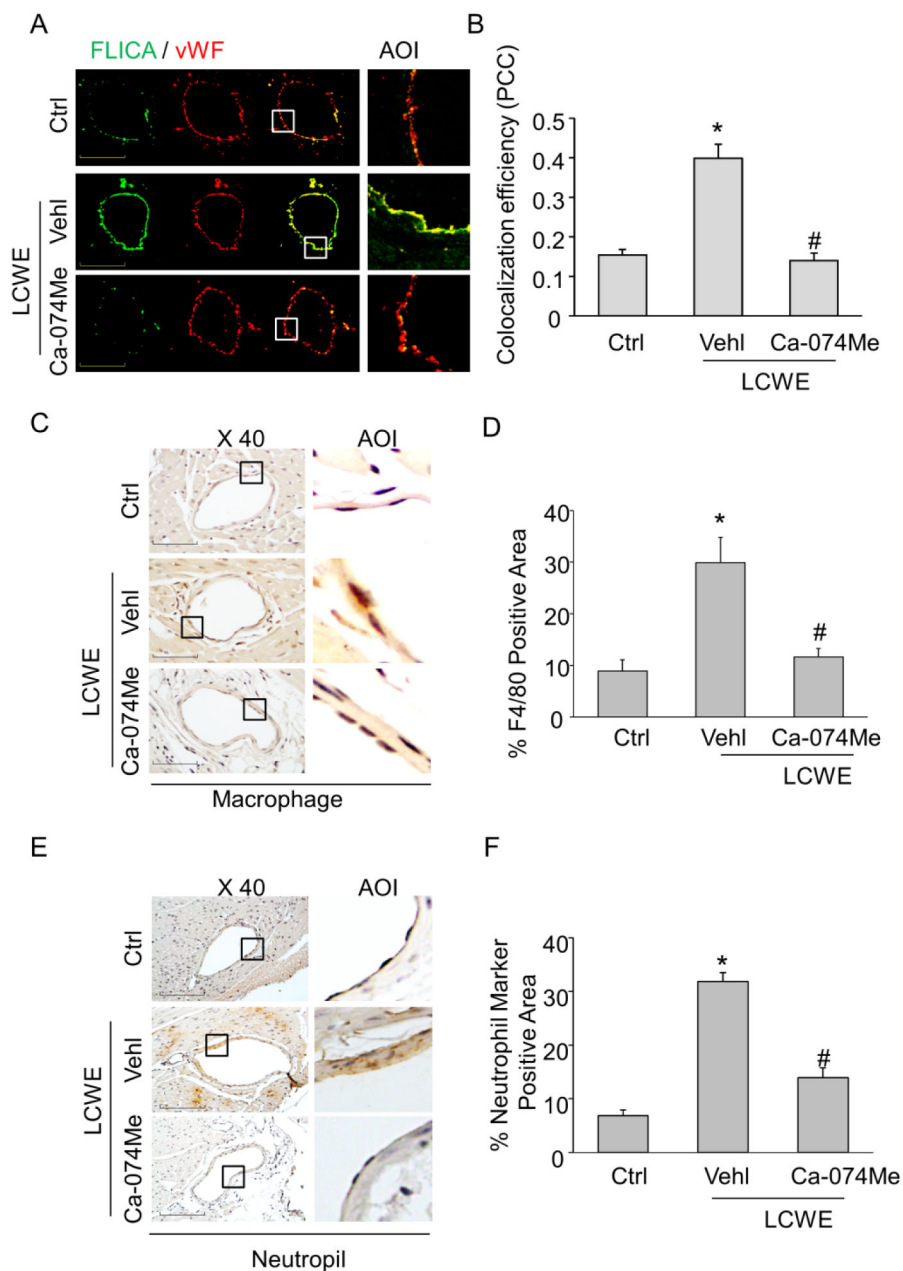 A
FLICA / vWF
AOI
Ctrl
Vehl
Ca-074Me
LCWE
B
Colocalization efficiency (PCC)
0.5
0.4
0.3
0.2
0.1
0
*
#
Ctrl
Vehl
Ca-074Me
LCWE
C
X 40
AOI
Ctrl
Vehl
Ca-074Me
LCWE
Macrophage
D
% F4/80 Positive Area
40
30
20
10
0
*
#
Ctrl
Vehl
Ca-074Me
LCWE
E
X 40
AOI
Ctrl
Vehl
Ca-074Me
LCWE
Neutropil
F
% Neutrophil Marker
Positive Area
40
30
20
10
0
*
#
Ctrl
Vehl
Ca-074Me
LCWE